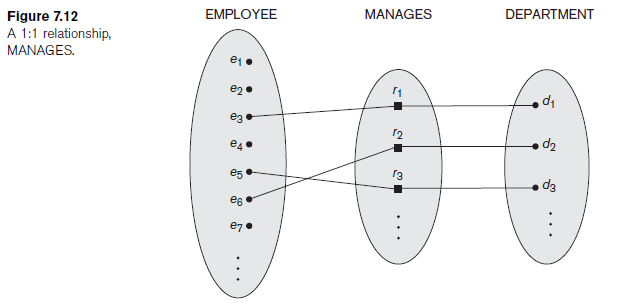 Figure 7.12
A 1:1 relationship,
MANAGES.
EMPLOYEE MANAGES DEPARTMENT
e1
e2
e3
e4
e5
e6
e7
r1
r2
r3
d1
d2
d3